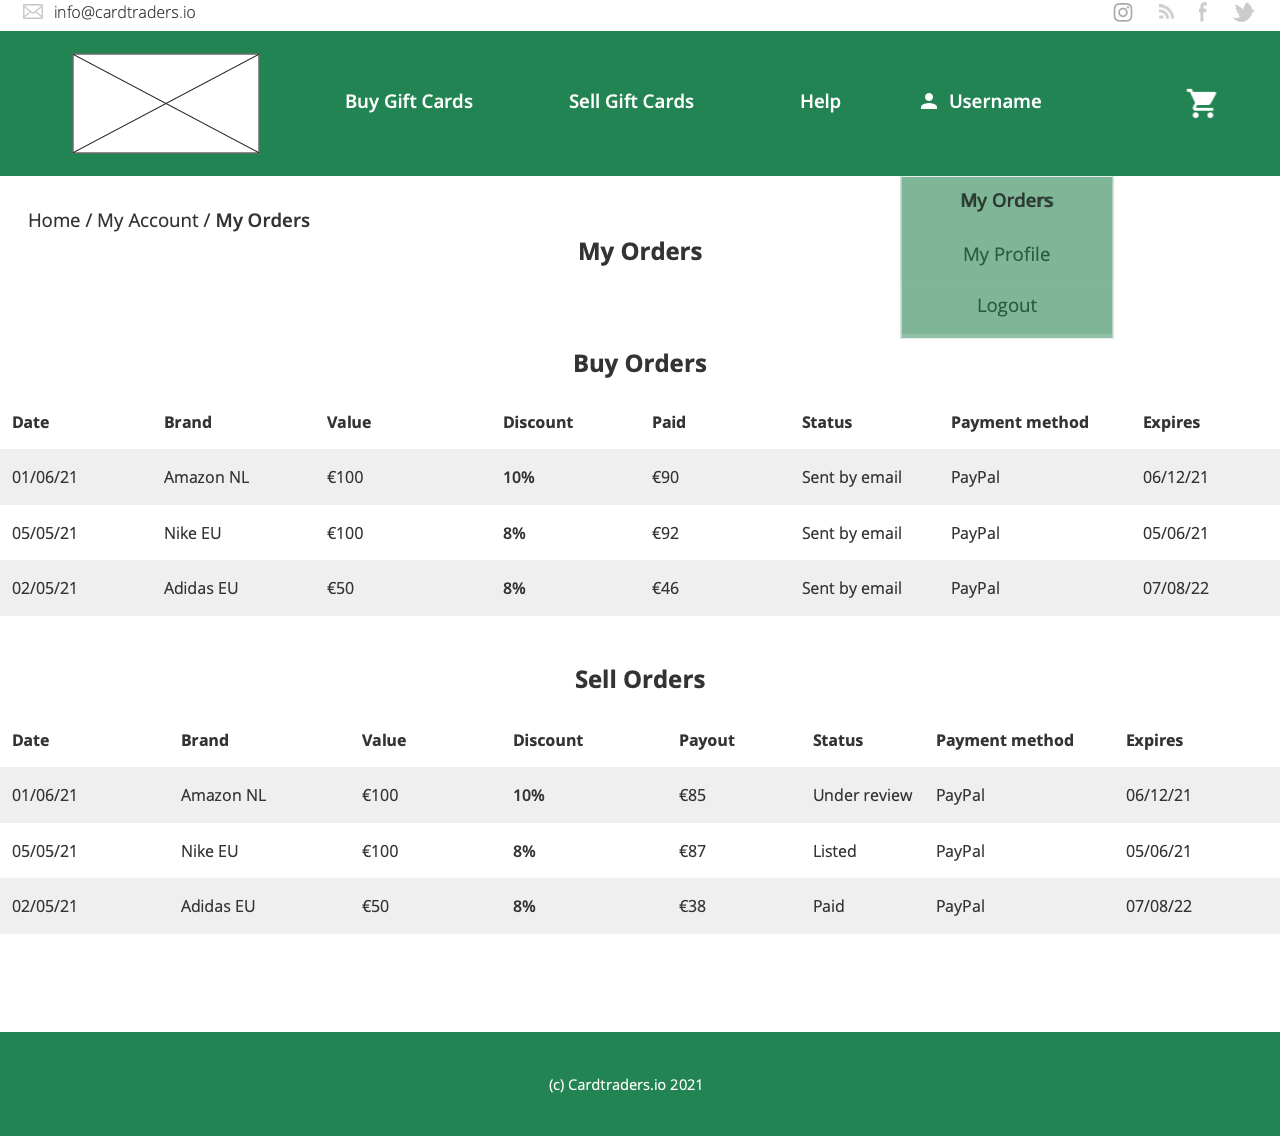 info@cardtraders.io
Buy Gift Cards Sell Gift Cards Help Username
My Orders
My Profile
Logout
Home / My Account / My Orders
My Orders
Buy Orders
Date Brand Value Discount Paid Status Payment method Expires
01/06/21 Amazon NL €100 10% €90 Sent by email PayPal 06/12/21
05/05/21 Nike EU €100 8% €92 Sent by email PayPal 05/06/21
02/05/21 Adidas EU €50 8% €46 Sent by email PayPal 07/08/22
Sell Orders
Date Brand Value Discount Payout Status Payment method Expires
01/06/21 Amazon NL €100 10% €85 Under review PayPal 06/12/21
05/05/21 Nike EU €100 8% €87 Listed PayPal 05/06/21
02/05/21 Adidas EU €50 8% €38 Paid PayPal 07/08/22
(c) Cardtraders.io 2021